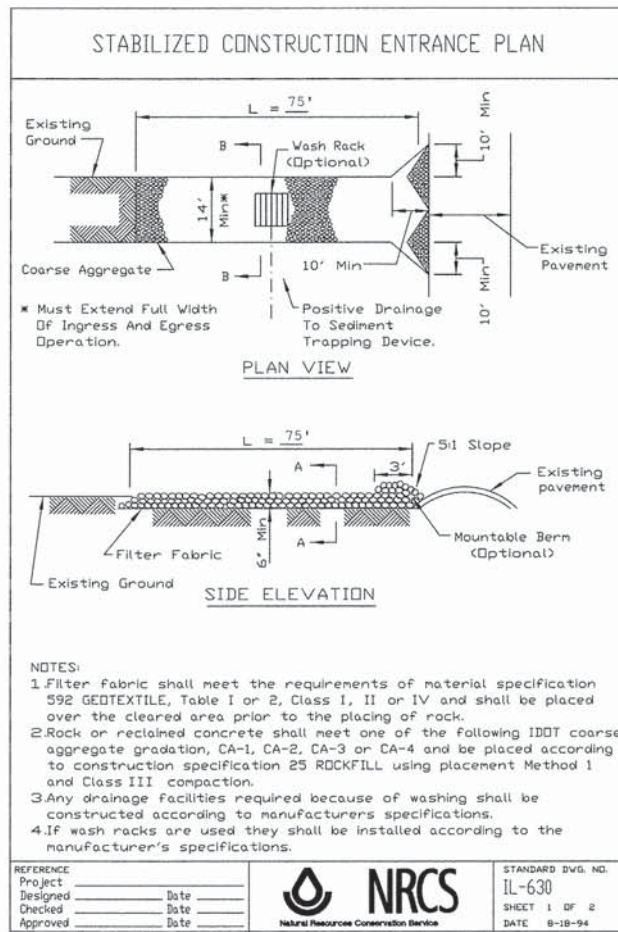 STABILIZED CONSTRUCTION ENTRANCE PLAN
L = 75'
Existing
Ground
B
Wash Rack
(Optional)
10' Min
14'
Min*
Coarse Aggregate
B
10' Min
Existing
Pavement
10' Min
* Must Extend Full Width
Of Ingress And Egress
Operation.
Positive Drainage
To Sediment
Trapping Device.
PLAN VIEW
L = 75'
5:1 Slope
A
3'
Existing
pavement
Filter Fabric
6" Min
A
Mountable Berm
(Optional)
Existing Ground
SIDE ELEVATION
NOTES:
1.Filter fabric shall meet the requirements of material specification
592 GEOTEXTILE, Table 1 or 2, Class I, II or IV and shall be placed
over the cleared area prior to the placing of rock.
2.Rock or reclaimed concrete shall meet one of the following IDOT coarse
aggregate gradation, CA-1, CA-2, CA-3 or CA-4 and be placed according
to construction specification 25 ROCKFILL using placement Method 1
and Class III compaction.
3.Any drainage facilities required because of washing shall be
constructed according to manufacturers specifications.
4.If wash racks are used they shall be installed according to the
manufacturer's specifications.
REFERENCE
Project
Designed Date
Checked Date
Approved Date
NRCS
Natural Resources Conservation Service
STANDARD DWG. NO.
IL-630
SHEET 1 OF 2
DATE 8-18-94